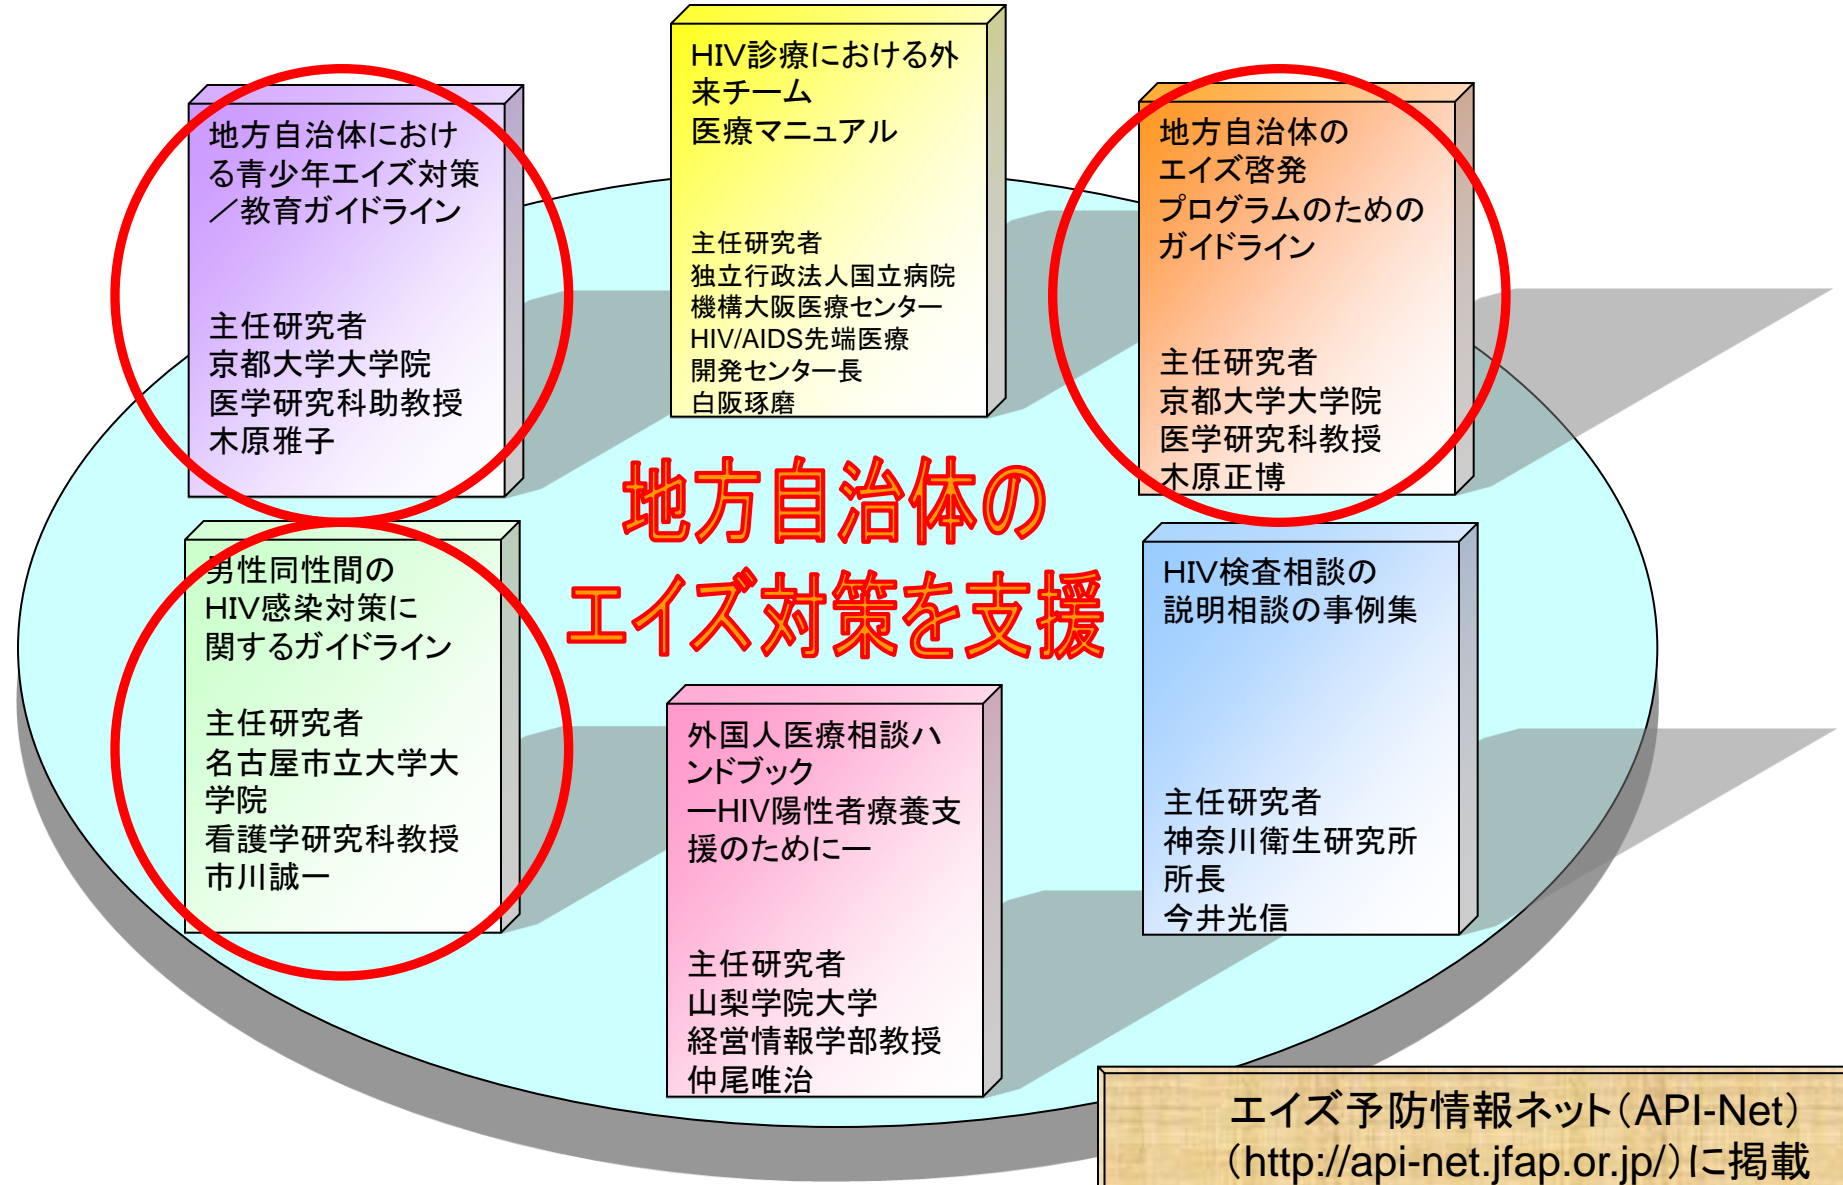 HIV診療における外
来チーム
医療マニュアル
主任研究者
独立行政法人国立病院
機構大阪医療センター
HIV/AIDS先端医療
開発センター長
白阪琢磨
地方自治体におけ
る青少年エイズ対策
／教育ガイドライン
主任研究者
京都大学大学院
医学研究科助教授
木原雅子
地方自治体の
エイズ啓発
プログラムのための
ガイドライン
主任研究者
京都大学大学院
医学研究科教授
木原正博
地方自治体の
エイズ対策を支援
男性同性間の
HIV感染対策に
関するガイドライン
主任研究者
名古屋市立大学大
学院
看護学研究科教授
市川誠一
外国人医療相談ハ
ンドブック
―HIV陽性者療養支
援のために―
主任研究者
山梨学院大学
経営情報学部教授
仲尾唯治
HIV検査相談の
説明相談の事例集
主任研究者
神奈川衛生研究所
所長
今井光信
エイズ予防情報ネット（API-Net）
（http://api-net.jfap.or.jp/）に掲載